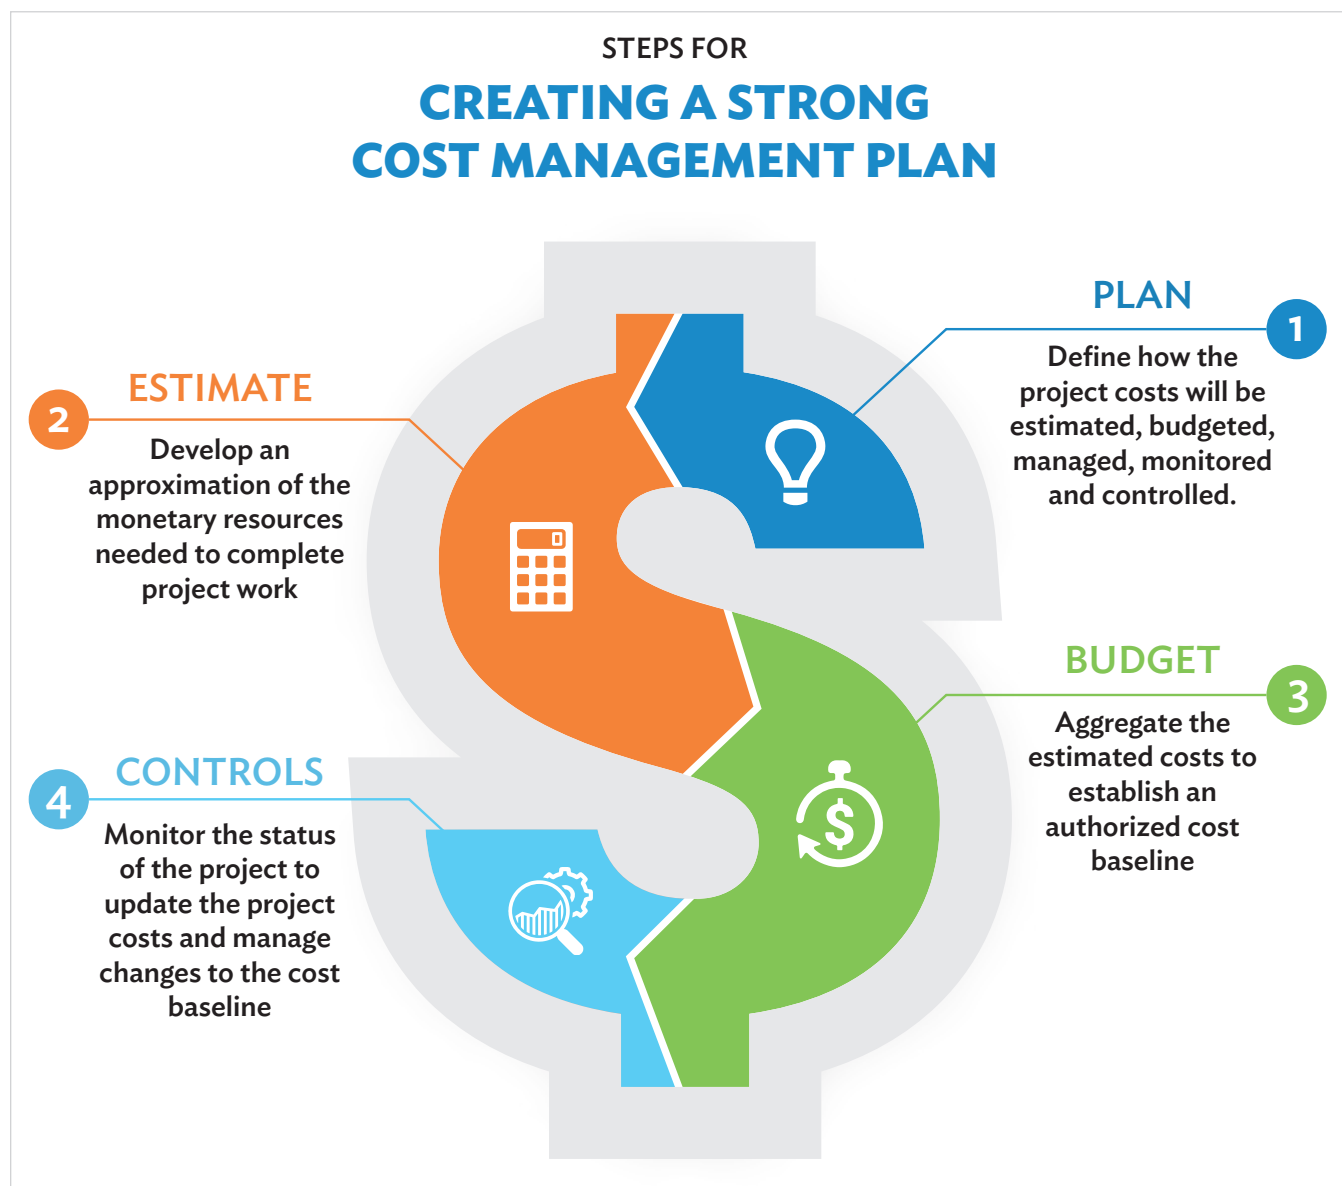 STEPS FOR
CREATING A STRONG
COST MANAGEMENT PLAN
PLAN
1
Define how the
project costs will be
estimated, budgeted,
managed, monitored
and controlled.
ESTIMATE
2
Develop an
approximation of the
monetary resources
needed to complete
project work
BUDGET
3
Aggregate the
estimated costs to
establish an
authorized cost
baseline
$
CONTROLS
4
Monitor the status
of the project to
update the project
costs and manage
changes to the cost
baseline